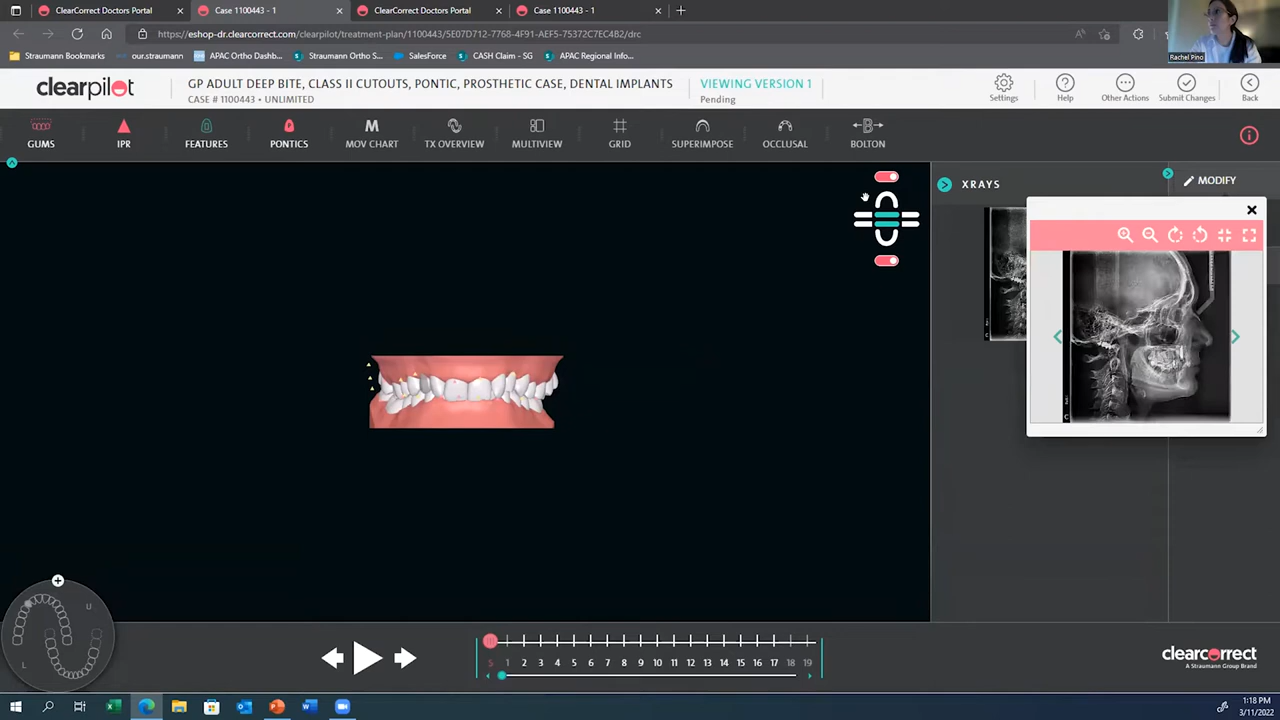 ClearCorrect Doctors Portal
Case 1100443 - 1
ClearCorrect Doctors Portal
Case 1100443 - 1
https://eshop-dr.clearcorrect.com/clearpilot/treatment-plan/1100443/5E07D712-7768-4F91-AEF5-75372C7EC4B2/drc
Rachel Pino
Straumann Bookmarks
our.straumann
APAC Ortho Dashb...
Straumann Ortho S...
SalesForce
CASH Claim - SG
APAC Regional Info...
clearpilot
GP ADULT DEEP BITE, CLASS II CUTOUTS, PONTIC, PROSTHETIC CASE, DENTAL IMPLANTS
CASE # 1100443 • UNLIMITED
VIEWING VERSION 1
Pending
Settings
Help
Other Actions
Submit Changes
Back
GUMS
IPR
FEATURES
PONTICS
M
MOV CHART
TX OVERVIEW
MULTIVIEW
GRID
SUPERIMPOSE
OCCLUSAL
B
BOLTON
XRAYS
MODIFY
U
L
S 2 3 4 5 6 7 8 9 10 11 12 13 14 15 16 17 18 19
clearcorrect
A Straumann Group Brand
1:18 PM
3/11/2022